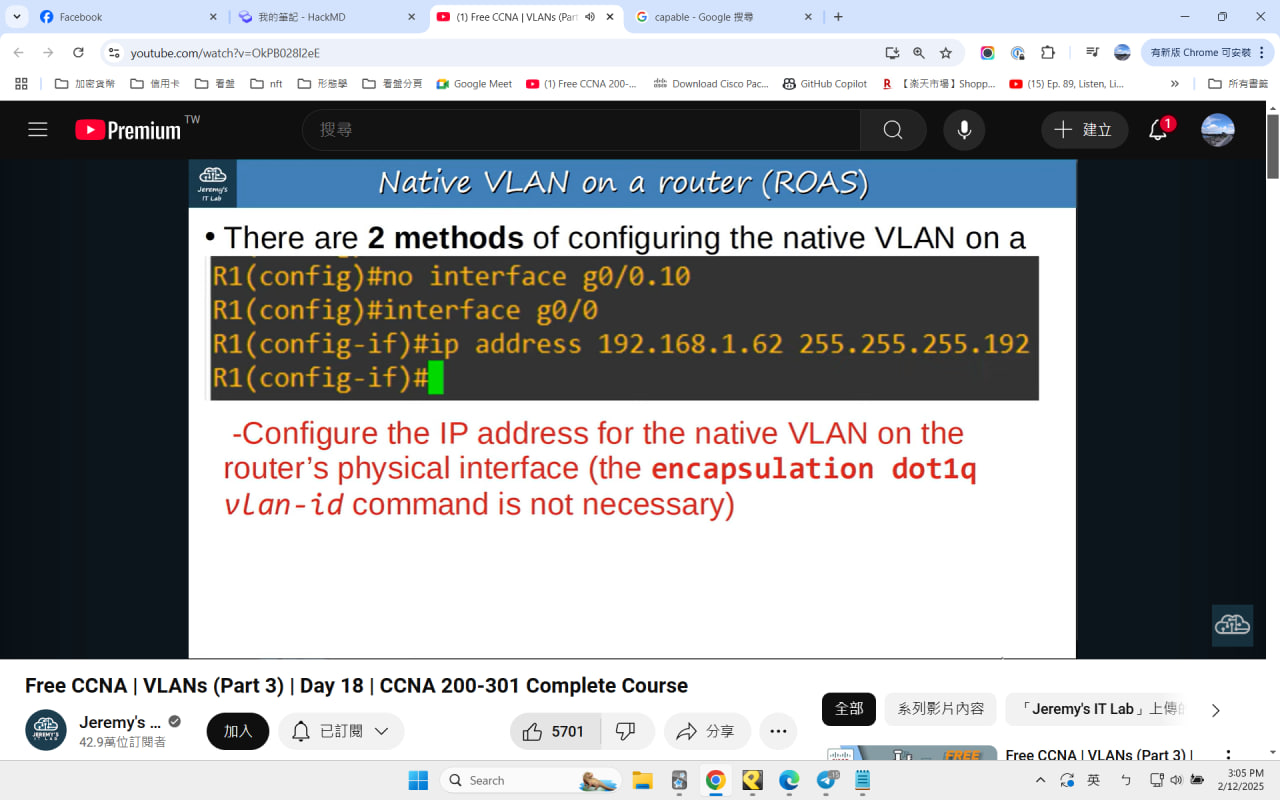 Facebook
我的筆記 - HackMD
(1) Free CCNA | VLANs (Part
capable - Google 搜尋
youtube.com/watch?v=OkPB028l2eE
有新版 Chrome 可安裝
加密貨幣
信用卡
看盤
nft
形態學
看盤分頁
Google Meet
(1) Free CCNA 200-...
Download Cisco Pac...
GitHub Copilot
【楽天市場】Shopp...
(15) Ep. 89, Listen, Li...
所有書籤
Premium TW
搜尋
建立
1
Jeremy's
IT Lab
Native VLAN on a router (ROAS)
• There are 2 methods of configuring the native VLAN on a
R1(config)#no interface g0/0.10
R1(config)#interface g0/0
R1(config-if)#ip address 192.168.1.62 255.255.255.192
R1(config-if)#
-Configure the IP address for the native VLAN on the
router's physical interface (the encapsulation dot1q
vlan-id command is not necessary)
Free CCNA | VLANs (Part 3) | Day 18 | CCNA 200-301 Complete Course
Jeremy's ...
42.9萬位訂閱者
加入
已訂閱
5701
分享
全部
系列影片內容
「Jeremy's IT Lab」上傳的
FREE
Free CCNA | VLANs (Part 3) |
Search
15
英
ㄅ
3:05 PM
2/12/2025